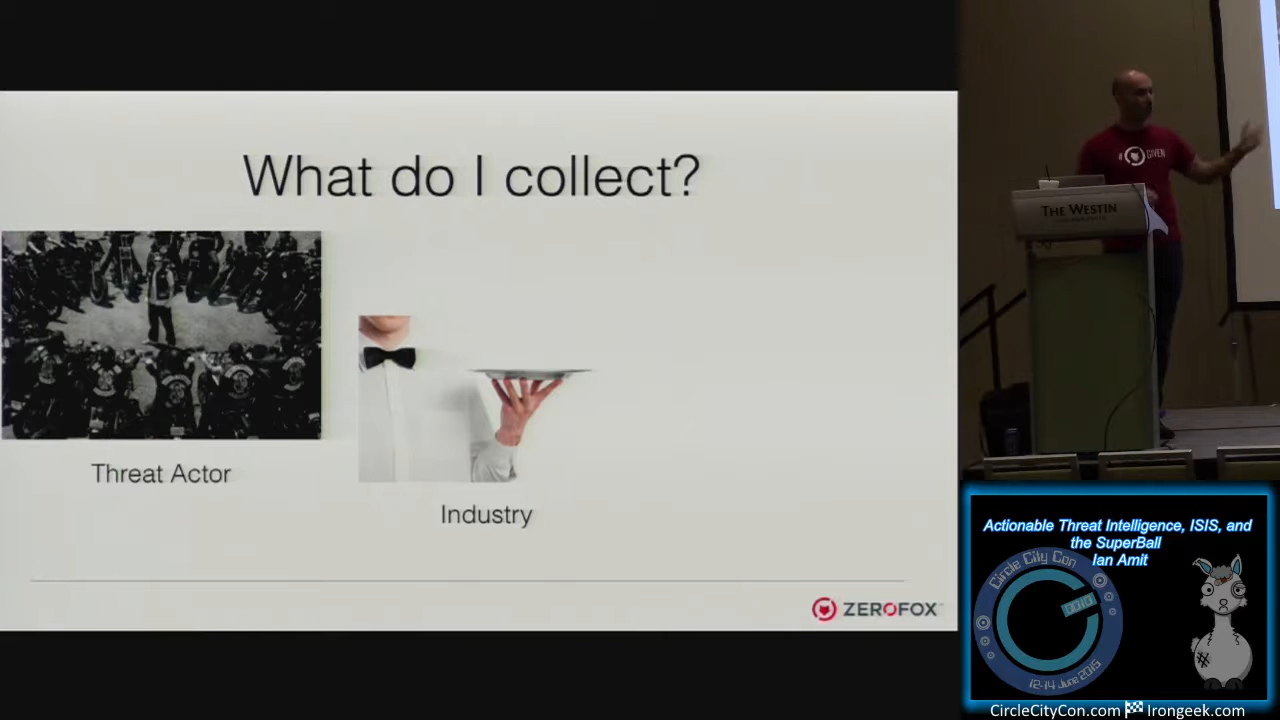 What do I collect?
Threat Actor
Industry
ZEROFOX
# GIVEN
THE WESTIN
Actionable Threat Intelligence, ISIS, and
the SuperBall
Ian Amit
Circle City Con
12-14 June 2015
CircleCityCon.com Irongeek.com